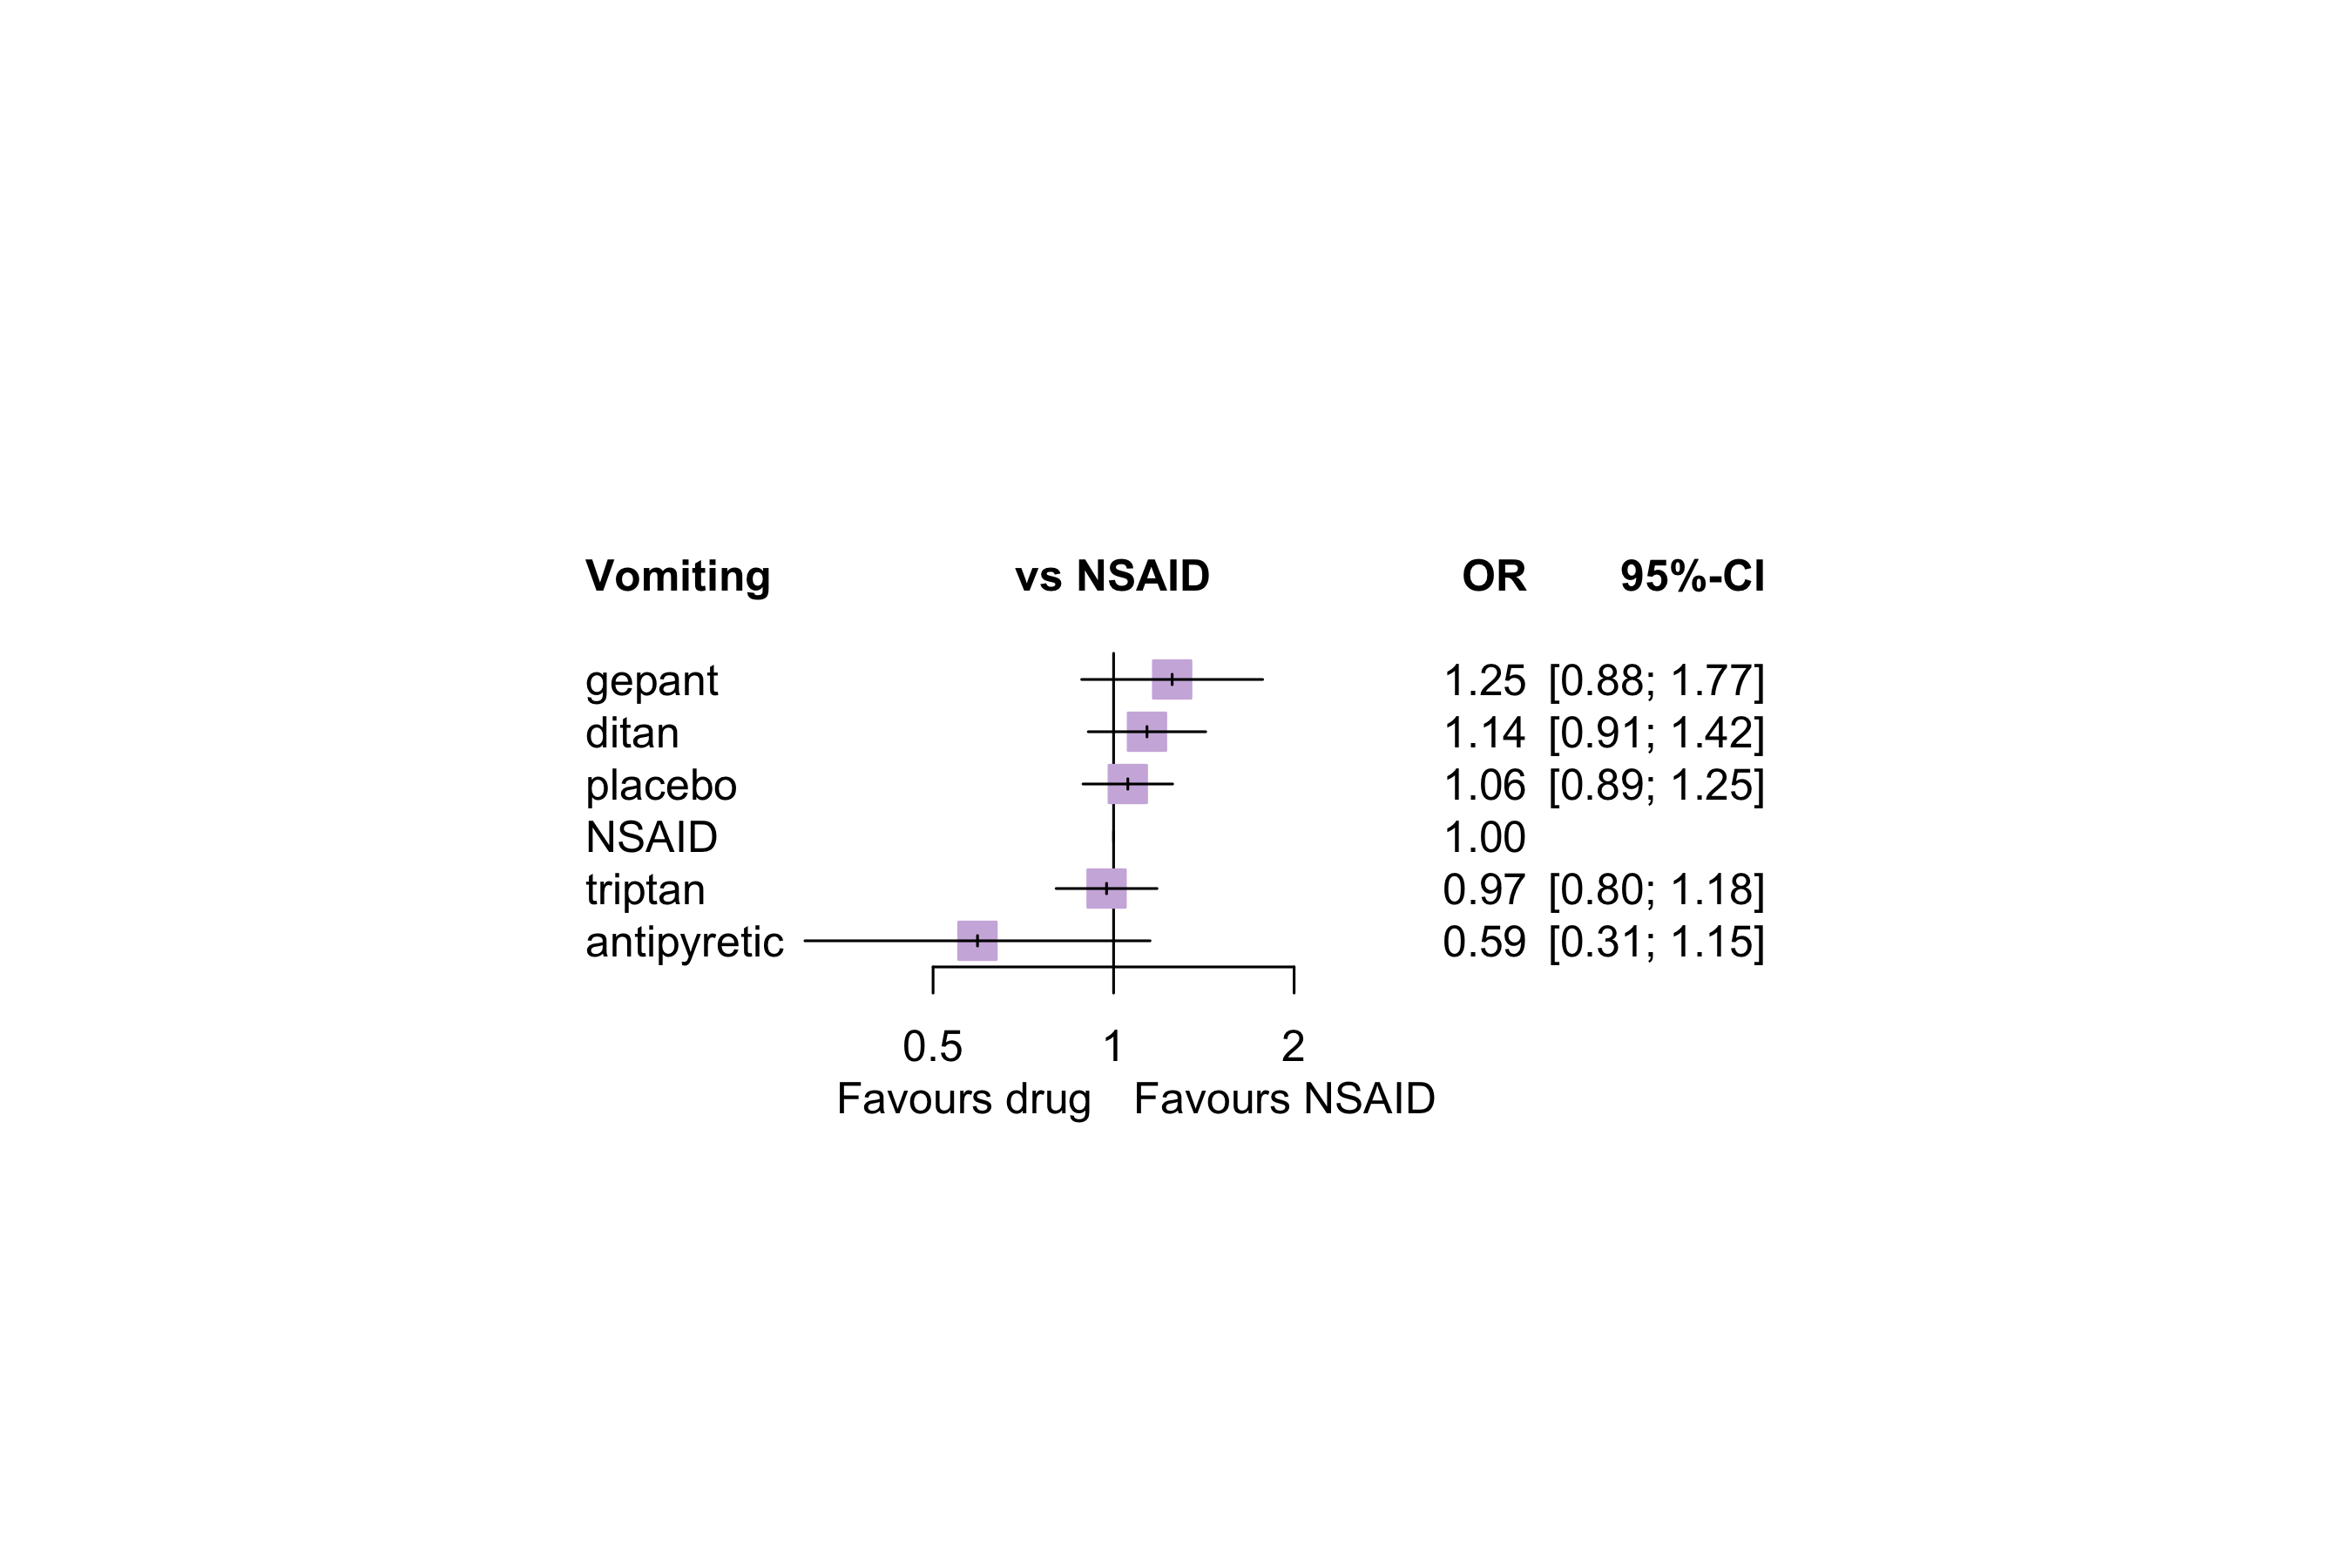 Vomiting vs NSAID OR 95%-CI
gepant 1.25 [0.88; 1.77]
ditan 1.14 [0.91; 1.42]
placebo 1.06 [0.89; 1.25]
NSAID 1.00
triptan 0.97 [0.80; 1.18]
antipyretic 0.59 [0.31; 1.15]
0.5 1 2
Favours drug Favours NSAID